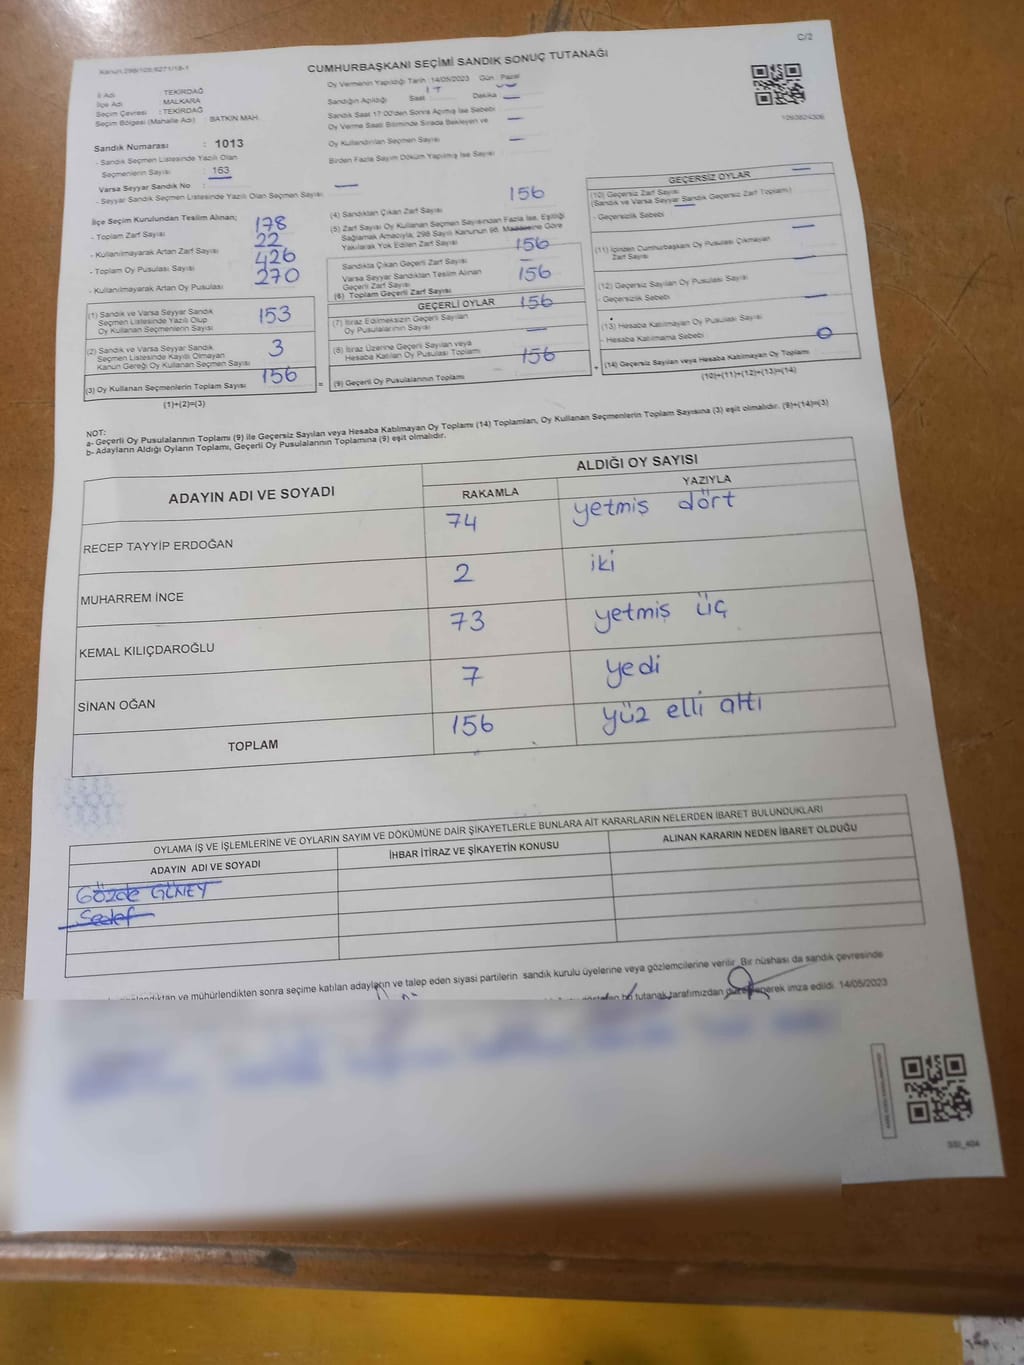 Kanun:298/105;6271/18-1
C/2
CUMHURBAŞKANI SEÇİMİ SANDIK SONUÇ TUTANAĞI
İl Adı TEKİRDAĞ
İlçe Adı MALKARA
Seçim Çevresi : TEKİRDAĞ
Seçim Bölgesi (Mahalle Adı) BATKIN MAH.
Oy Vermenin Yapıldığı Tarih :14/05/2023 Gün : Pazar
Sandığın Açıldığı Saat 17 Dakika —
Sandık Saat 17:00'den Sonra Açılmış İse Sebebi
Oy Verme Saati Bitiminde Sırada Bekleyen ve —
Oy Kullandırılan Seçmen Sayısı —
Birden Fazla Sayım Döküm Yapılmış İse Sayısı
1093824306
Sandık Numarası : 1013
- Sandık Seçmen Listesinde Yazılı Olan
Seçmenlerin Sayısı : 163
Varsa Seyyar Sandık No :
- Seyyar Sandık Seçmen Listesinde Yazılı Olan Seçmen Sayısı : —
İlçe Seçim Kurulundan Teslim Alınan;
- Toplam Zarf Sayısı 178
- Kullanılmayarak Artan Zarf Sayısı 22
- Toplam Oy Pusulası Sayısı 426
- Kullanılmayarak Artan Oy Pusulası 270
(1) Sandık ve Varsa Seyyar Sandık
Seçmen Listesinde Yazılı Olup
Oy Kullanan Seçmenlerin Sayısı 153
(2) Sandık ve Varsa Seyyar Sandık
Seçmen Listesinde Kayıtlı Olmayan
Kanun Gereği Oy Kullanan Seçmen Sayısı 3
(3) Oy Kullanan Seçmenlerin Toplam Sayısı 156 =
(1)+(2)=(3)
(4) Sandıktan Çıkan Zarf Sayısı 156
(5) Zarf Sayısı Oy Kullanan Seçmen Sayısından Fazla İse, Eşitliği
Sağlamak Amacıyla, 298 Sayılı Kanunun 98. Maddesine Göre
Yakılarak Yok Edilen Zarf Sayısı
Sandıkta Çıkan Geçerli Zarf Sayısı 156
Varsa Seyyar Sandıktan Teslim Alınan
Geçerli Zarf Sayısı —
(6) Toplam Geçerli Zarf Sayısı 156
GEÇERLİ OYLAR
(7) İtiraz Edilmeksizin Geçerli Sayılan
Oy Pusulalarının Sayısı 156
(8) İtiraz Üzerine Geçerli Sayılan veya
Hesaba Katılan Oy Pusulası Toplamı —
(9) Geçerli Oy Pusulalarının Toplamı 156 +
GEÇERSİZ OYLAR
(10) Geçersiz Zarf Sayısı —
(Sandık ve Varsa Seyyar Sandık Geçersiz Zarf Toplamı)
- Geçersizlik Sebebi —
(11) İçinden Cumhurbaşkanı Oy Pusulası Çıkmayan
Zarf Sayısı —
(12) Geçersiz Sayılan Oy Pusulası Sayısı —
- Geçersizlik Sebebi
(13) Hesaba Katılmayan Oy Pusulası Sayısı —
- Hesaba Katılmama Sebebi
(14) Geçersiz Sayılan veya Hesaba Katılmayan Oy Toplamı 0
(10)+(11)+(12)+(13)=(14)
NOT:
a- Geçerli Oy Pusulalarının Toplamı (9) ile Geçersiz Sayılan veya Hesaba Katılmayan Oy Toplamı (14) Toplamları, Oy Kullanan Seçmenlerin Toplam Sayısına (3) eşit olmalıdır. (9)+(14)=(3)
b- Adayların Aldığı Oyların Toplamı, Geçerli Oy Pusulalarının Toplamına (9) eşit olmalıdır.
ADAYIN ADI VE SOYADI
ALDIĞI OY SAYISI
RAKAMLA YAZIYLA
RECEP TAYYİP ERDOĞAN 74 yetmiş dört
MUHARREM İNCE 2 iki
KEMAL KILIÇDAROĞLU 73 yetmiş üç
SİNAN OĞAN 7 yedi
TOPLAM 156 yüz elli altı
OYLAMA İŞ VE İŞLEMLERİNE VE OYLARIN SAYIM VE DÖKÜMÜNE DAİR ŞİKAYETLERLE BUNLARA AİT KARARLARIN NELERDEN İBARET BULUNDUKLARI
ADAYIN ADI VE SOYADI İHBAR İTİRAZ VE ŞİKAYETİN KONUSU ALINAN KARARIN NEDEN İBARET OLDUĞU
Gözde GÜNEY
Sedef
mühürlendikten sonra seçime katılan adayların ve talep eden siyasi partilerin sandık kurulu üyelerine veya gözlemcilerine verilir. Bir nüshası da sandık çevresinde
bu tutanak tarafımızdan düzenlenerek imza edildi. 14/05/2023
SSI_404